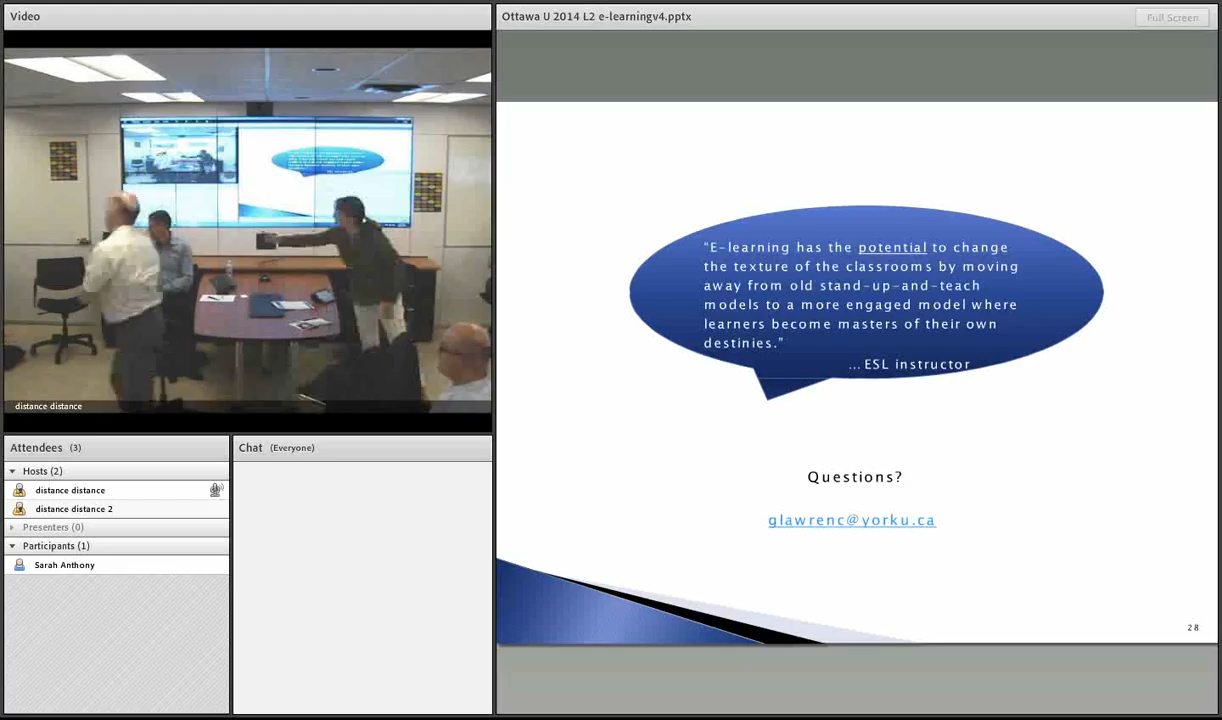 Video
distance distance
Attendees (3)
Hosts (2)
distance distance
distance distance 2
Presenters (0)
Participants (1)
Sarah Anthony
Chat (Everyone)
Ottawa U 2014 L2 e-learningv4.pptx
Full Screen
“E-learning has the potential to change
the texture of the classrooms by moving
away from old stand-up-and-teach
models to a more engaged model where
learners become masters of their own
destinies.”
...ESL instructor
Questions?
glawrenc@yorku.ca
28